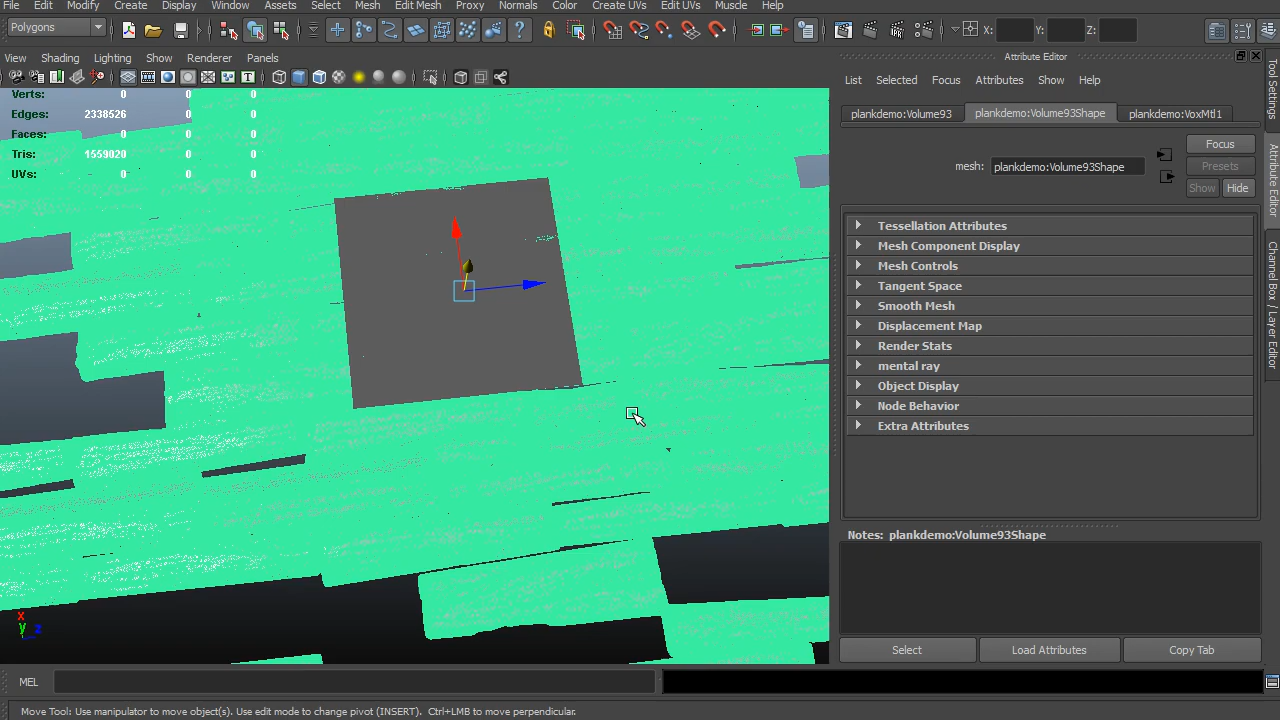 File Edit Modify Create Display Window Assets Select Mesh Edit Mesh Proxy Normals Color Create UVs Edit UVs Muscle Help
Polygons X: Y: Z:
View Shading Lighting Show Renderer Panels
Verts: 0 0 0
Edges: 2338526 0 0
Faces: 0 0 0
Tris: 1559020 0 0
UVs: 0 0 0
x
y z
Attribute Editor
List Selected Focus Attributes Show Help
plankdemo:Volume93 plankdemo:Volume93Shape plankdemo:VoxMtl1
Focus
mesh: plankdemo:Volume93Shape Presets
Show Hide
Tessellation Attributes
Mesh Component Display
Mesh Controls
Tangent Space
Smooth Mesh
Displacement Map
Render Stats
mental ray
Object Display
Node Behavior
Extra Attributes
Notes: plankdemo:Volume93Shape
Select Load Attributes Copy Tab
Tool Settings
Attribute Editor
Channel Box / Layer Editor
MEL
Move Tool: Use manipulator to move object(s). Use edit mode to change pivot (INSERT). Ctrl+LMB to move perpendicular.